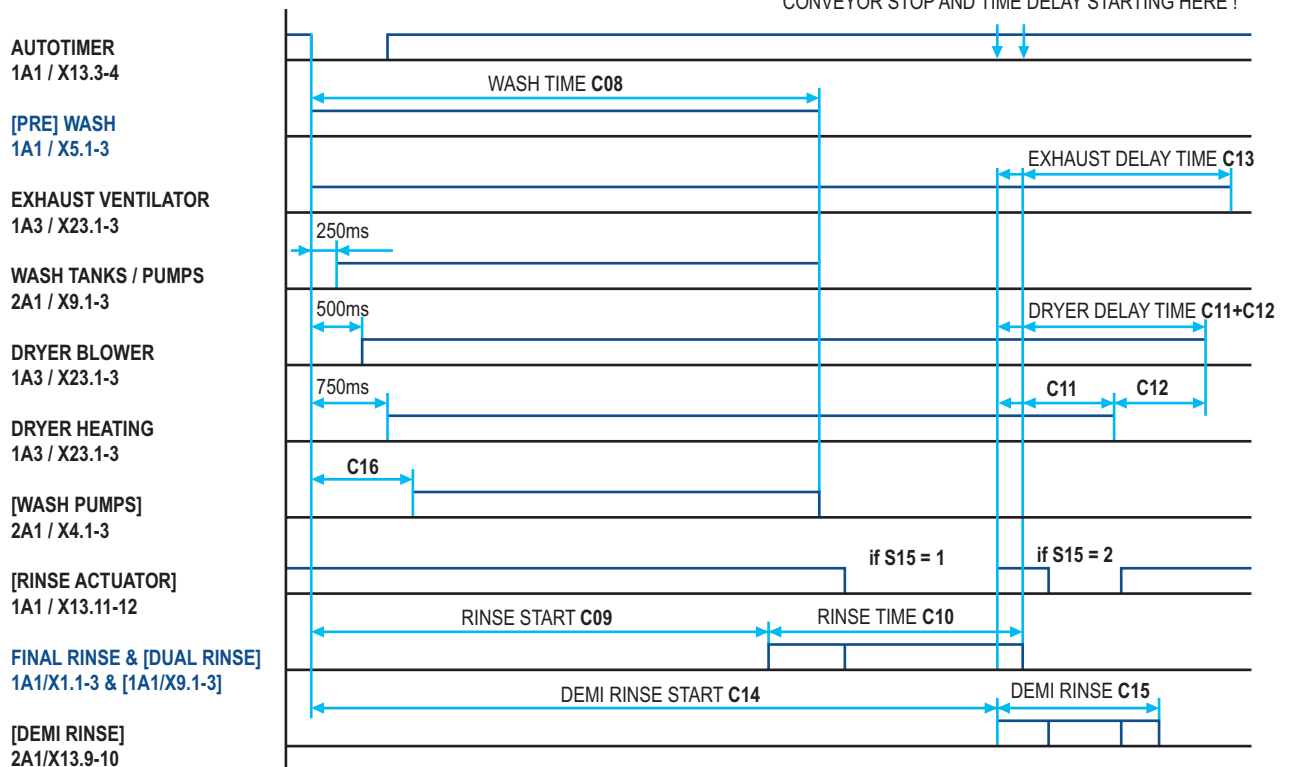 CONVEYOR STOP AND TIME DELAY STARTING HERE !
AUTOTIMER
1A1 / X13.3-4
WASH TIME C08
[PRE] WASH
1A1 / X5.1-3
EXHAUST DELAY TIME C13
EXHAUST VENTILATOR
1A3 / X23.1-3
250ms
WASH TANKS / PUMPS
2A1 / X9.1-3
500ms
DRYER DELAY TIME C11+C12
DRYER BLOWER
1A3 / X23.1-3
750ms
C11
C12
DRYER HEATING
1A3 / X23.1-3
C16
[WASH PUMPS]
2A1 / X4.1-3
if S15 = 1
if S15 = 2
[RINSE ACTUATOR]
1A1 / X13.11-12
RINSE START C09
RINSE TIME C10
FINAL RINSE & [DUAL RINSE]
1A1/X1.1-3 & [1A1/X9.1-3]
DEMI RINSE START C14
DEMI RINSE C15
[DEMI RINSE]
2A1/X13.9-10